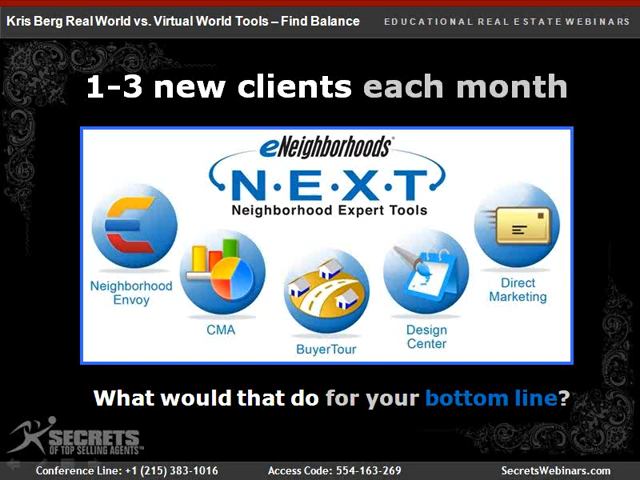 Kris Berg Real World vs. Virtual World Tools – Find Balance
EDUCATIONAL REAL ESTATE WEBINARS
1-3 new clients each month
eNeighborhoods®
N•E•X•T
Neighborhood Expert Tools
Neighborhood
Envoy
CMA
BuyerTour
Design
Center
Direct
Marketing
What would that do for your bottom line?
SECRETS
OF TOP SELLING AGENTS™
Conference Line: +1 (215) 383-1016
Access Code: 554-163-269
SecretsWebinars.com